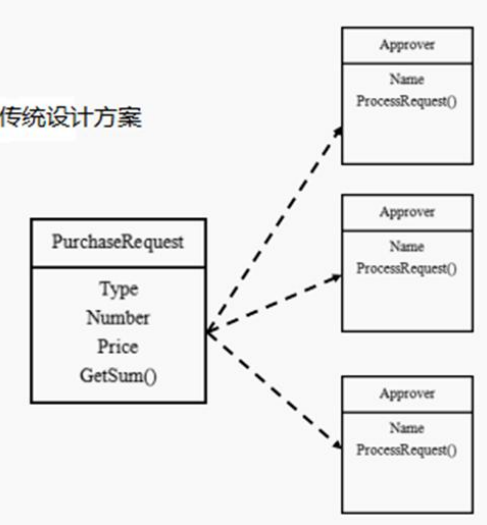 传统设计方案
PurchaseRequest
Type
Number
Price
GetSum()
Approver
Name
ProcessRequest()
Approver
Name
ProcessRequest()
Approver
Name
ProcessRequest()